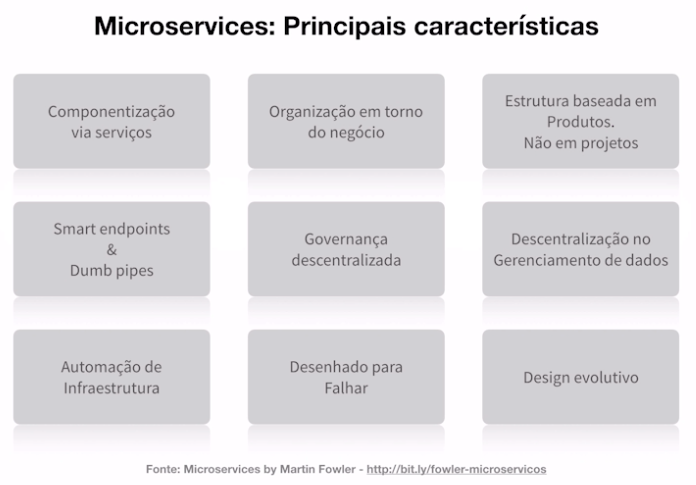 Microservices: Principais características
Componentização
via serviços
Organização em torno
do negócio
Estrutura baseada em
Produtos.
Não em projetos
Smart endpoints
&
Dumb pipes
Governança
descentralizada
Descentralização no
Gerenciamento de dados
Automação de
Infraestrutura
Desenhado para
Falhar
Design evolutivo
Fonte: Microservices by Martin Fowler - http://bit.ly/fowler-microservicos